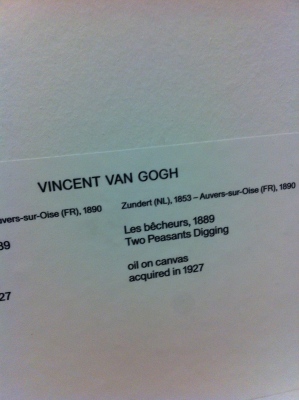 VINCENT VAN GOGH
uvers-sur-Oise (FR), 1890
Zundert (NL), 1853 – Auvers-sur-Oise (FR), 1890
89
Les bêcheurs, 1889
Two Peasants Digging
oil on canvas
27
acquired in 1927